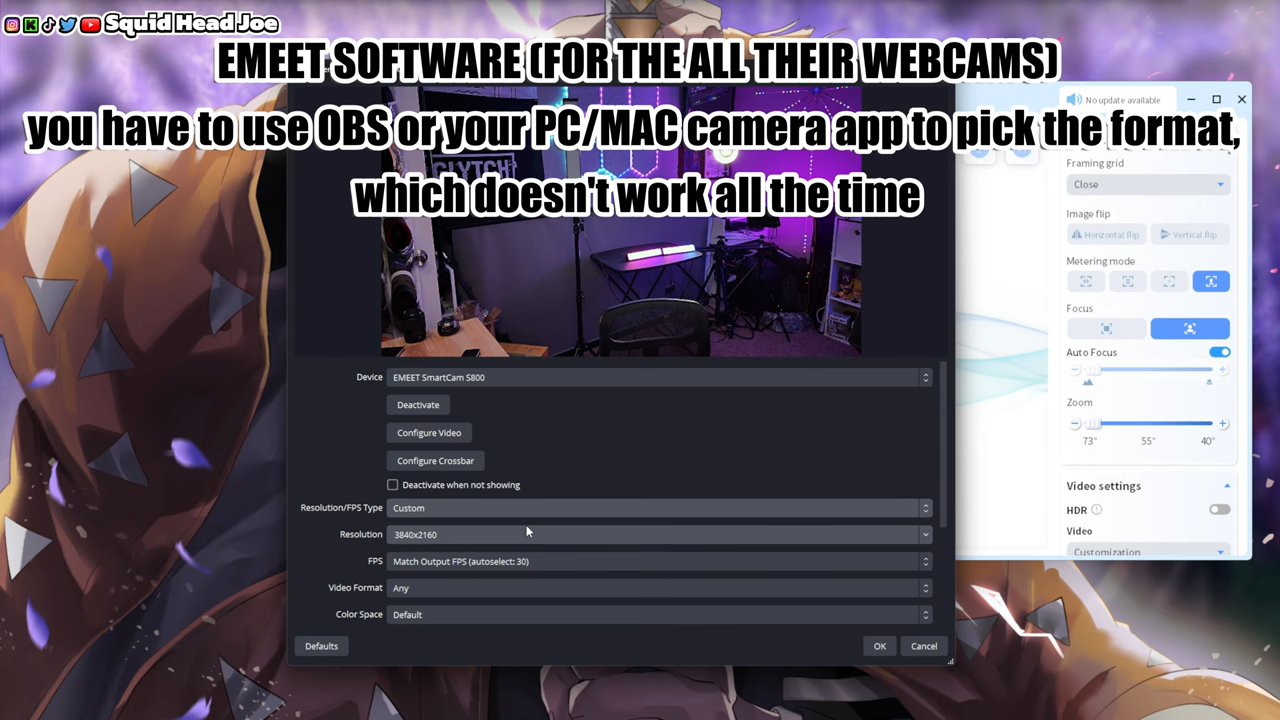 Squid Head Joe
EMEET SOFTWARE (FOR THE ALL THEIR WEBCAMS)
you have to use OBS or your PC/MAC camera app to pick the format,
which doesn't work all the time
No update available
GLYTCH
Framing grid
Close
Image flip
Horizontal flip Vertical flip
Metering mode
Focus
Auto Focus
Zoom
73° 55° 40°
Video settings
HDR
Video
Customization
Device EMEET SmartCam S800
Deactivate
Configure Video
Configure Crossbar
Deactivate when not showing
Resolution/FPS Type Custom
Resolution 3840x2160
FPS Match Output FPS (autoselect: 30)
Video Format Any
Color Space Default
Defaults OK Cancel